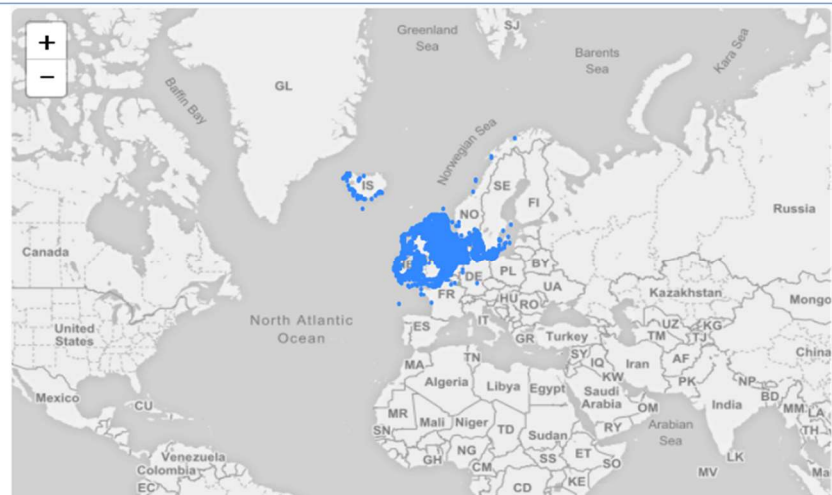 +
−
SJ
Greenland
Sea
Barents
Sea
Kara Sea
GL
Baffin Bay
Norwegian Sea
IS
SE
FI
NO
Russia
Canada
DE
PL
BY
UA
FR
HU
RO
Kazakhstan
Mongo
North Atlantic
Ocean
United
States
ES
IT
GR
Turkey
UZ
KG
TM
TJ
China
MA
TN
SY
IQ
Iran
AF
KW
PK
NP
BD
Mexico
CU
Algeria
Libya
Egypt
Saudi
Arabia
OM
India
MM
LA
TH
MR
SN
Mali
Niger
TD
Sudan
RY
Arabian
Sea
Venezuela
Colombia
EC
GH
NG
CM
SS
ET
SO
CD
KE
MV
LK
Ma